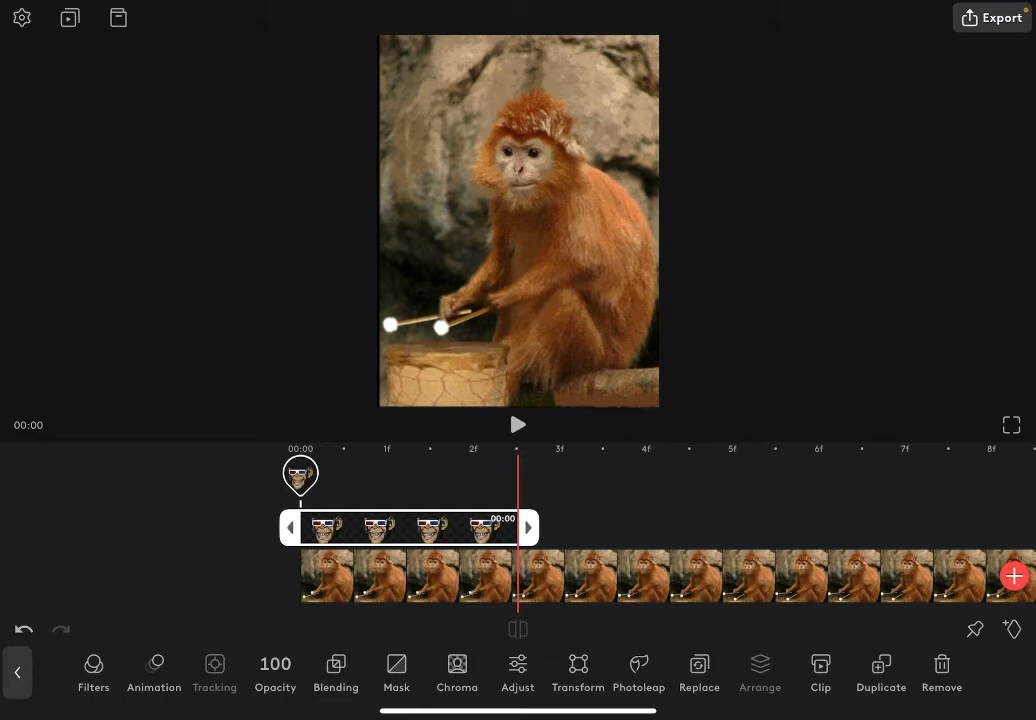 Export
00:00
00:00 1f 2f 3f 4f 5f 6f 7f 8f
00:00
100
Filters Animation Tracking Opacity Blending Mask Chroma Adjust Transform Photoleap Replace Arrange Clip Duplicate Remove